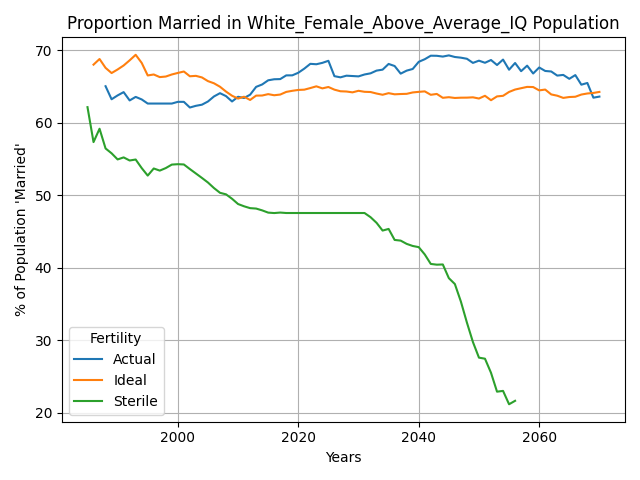 Proportion Married in White_Female_Above_Average_IQ Population
% of Population 'Married'
70
60
50
40
30
20
Fertility
Actual
Ideal
Sterile
2000
2020
2040
2060
Years